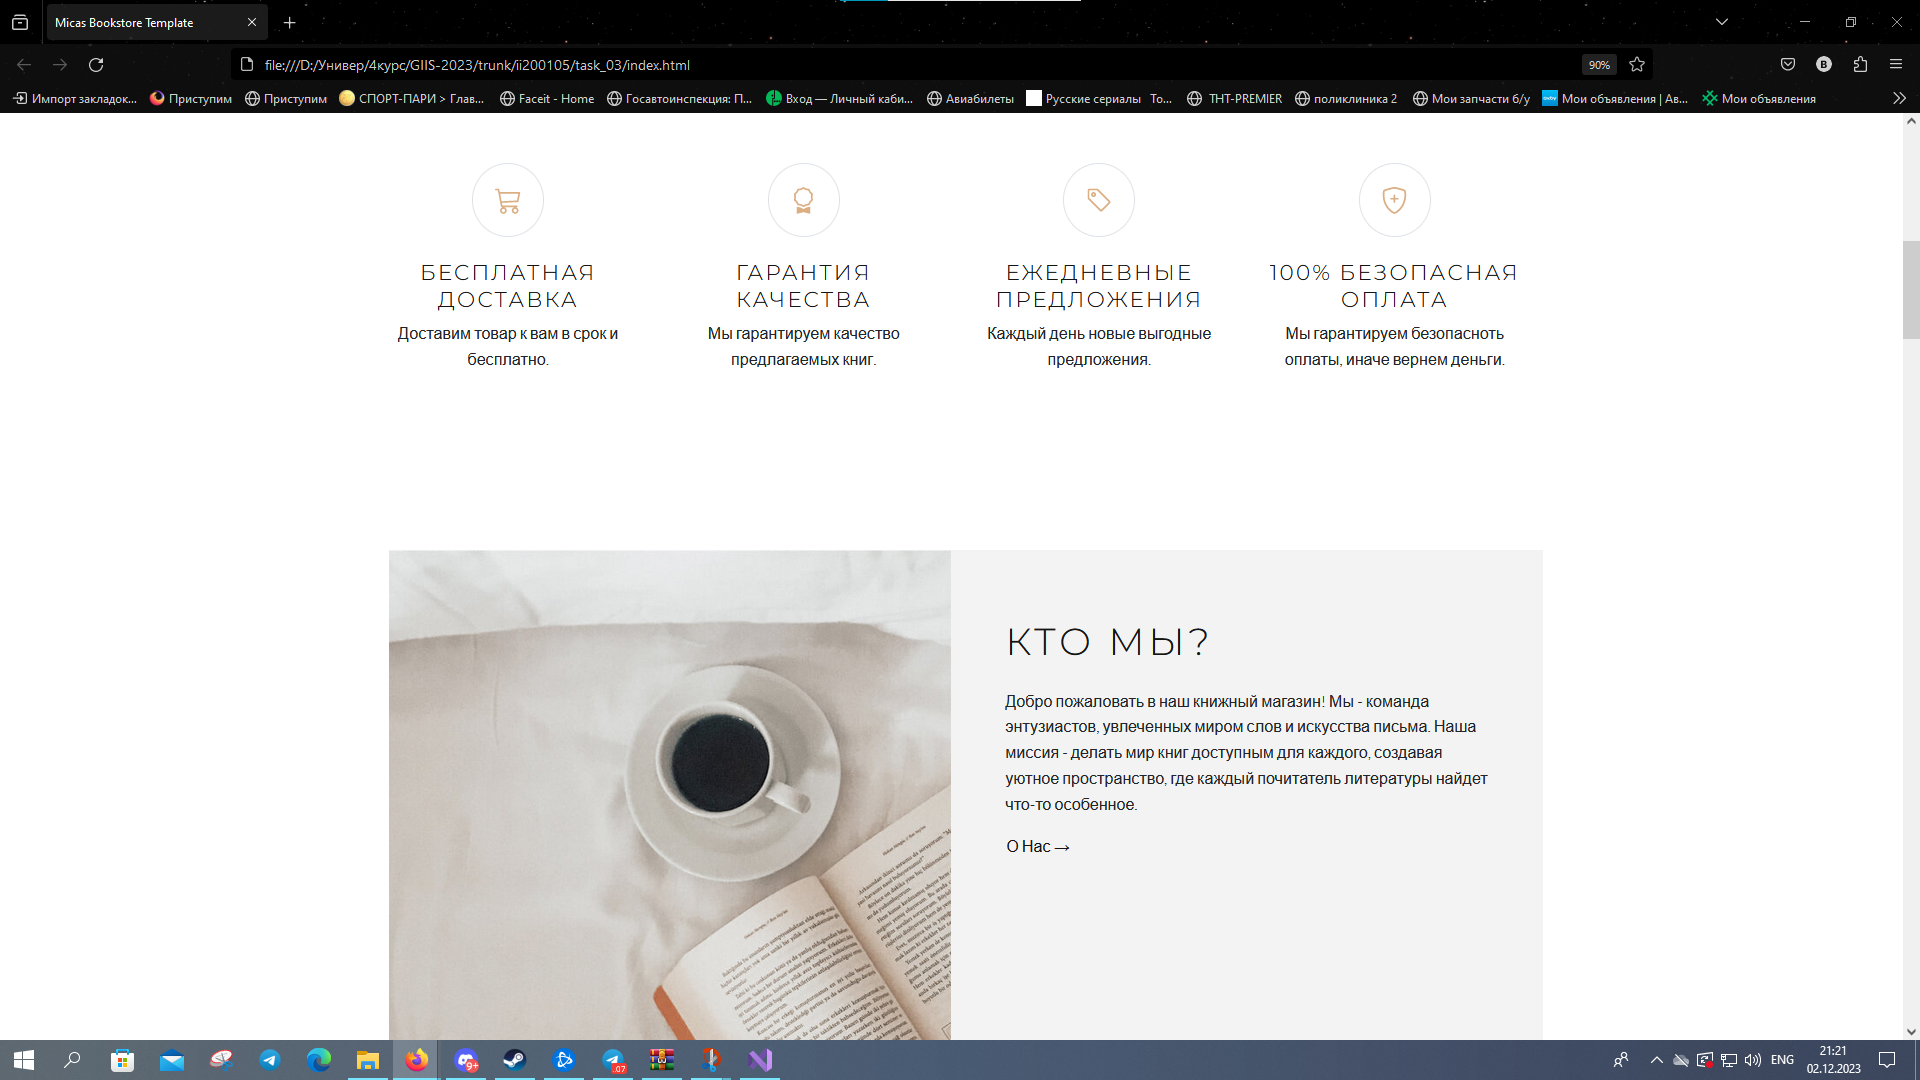 Micas Bookstore Template
file:///D:/Универ/4курс/GIIS-2023/trunk/ii200105/task_03/index.html
90%
B
Импорт закладок...
Приступим
Приступим
СПОРТ-ПАРИ > Глав...
Faceit - Home
Госавтоинспекция: П...
Вход — Личный каби...
Авиабилеты
Русские сериалы То...
ТНТ-PREMIER
поликлиника 2
Мои запчасти б/у
Мои объявления | Ав...
Мои объявления
БЕСПЛАТНАЯ
ДОСТАВКА
Доставим товар к вам в срок и
бесплатно.
ГАРАНТИЯ
КАЧЕСТВА
Мы гарантируем качество
предлагаемых книг.
ЕЖЕДНЕВНЫЕ
ПРЕДЛОЖЕНИЯ
Каждый день новые выгодные
предложения.
100% БЕЗОПАСНАЯ
ОПЛАТА
Мы гарантируем безопасноть
оплаты, иначе вернем деньги.
КТО МЫ?
Добро пожаловать в наш книжный магазин! Мы - команда
энтузиастов, увлеченных миром слов и искусства письма. Наша
миссия - делать мир книг доступным для каждого, создавая
уютное пространство, где каждый почитатель литературы найдет
что-то особенное.
О Нас →
9+
.07
ENG
21:21
02.12.2023